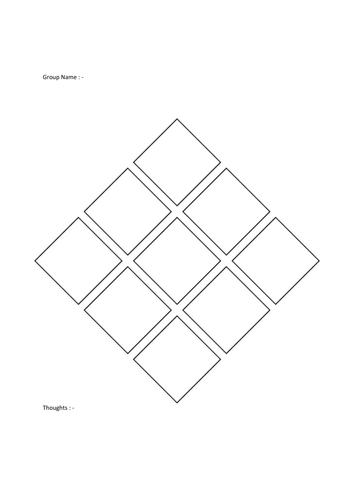 Group Name : -
Thoughts : -